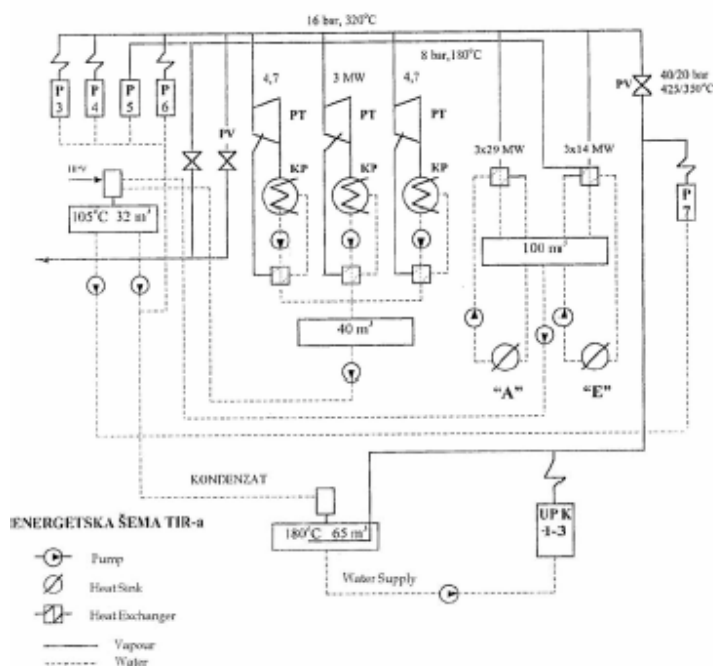 16 bar, 320°C
8 bar,180°C
40/20 bar
425/350°C
PV
P
3
P
4
P
5
P
6
4,7
3 MW
4,7
PT
PT
PT
PV
KP
KP
KP
3x29 MW
3x14 MW
P
7
105°C 32 m³
100 m³
40 m³
"A"
"E"
KONDENZAT
180°C 65 m³
UPK
-1-3
Water Supply
ENERGETSKA ŠEMA TIR-a
Pump
Heat Sink
Heat Exchanger
Vapour
Water